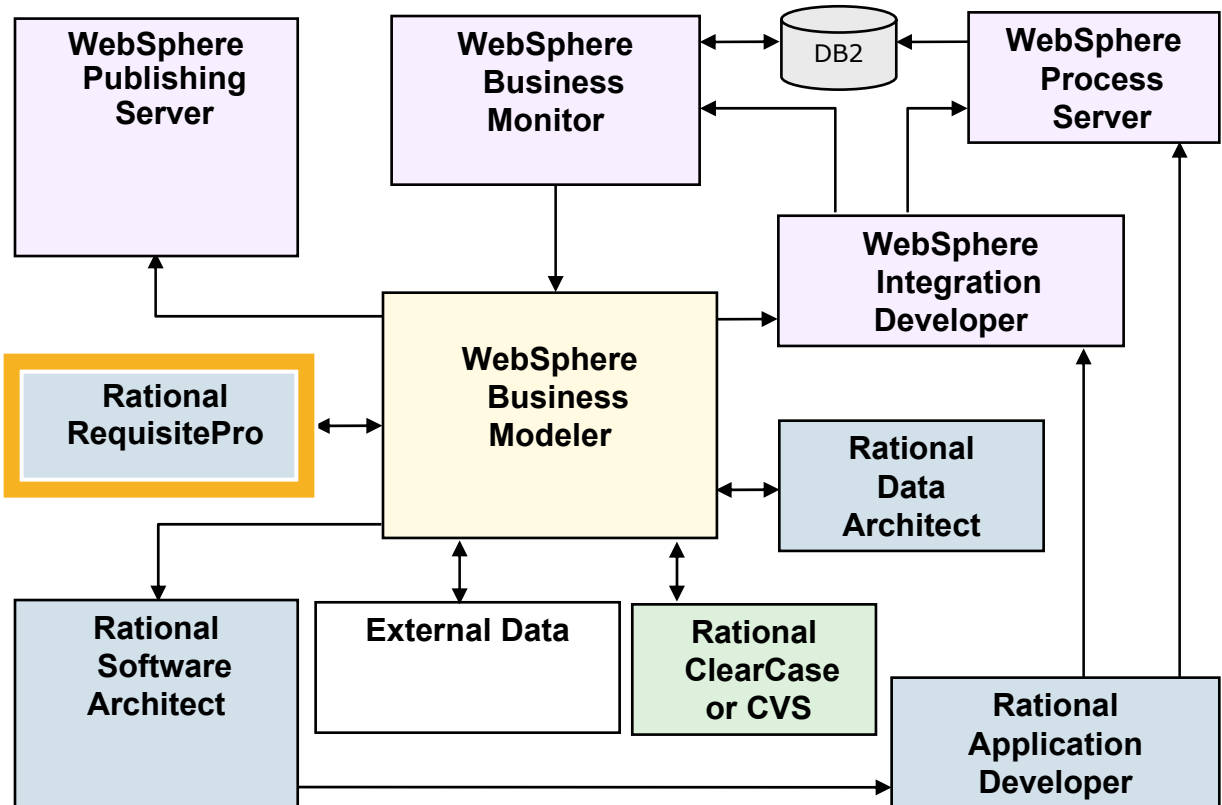 WebSphere
Publishing
Server
WebSphere
Business
Monitor
DB2
WebSphere
Process
Server
WebSphere
Integration
Developer
WebSphere
Business
Modeler
Rational
RequisitePro
Rational
Data
Architect
Rational
Software
Architect
External Data
Rational
ClearCase
or CVS
Rational
Application
Developer